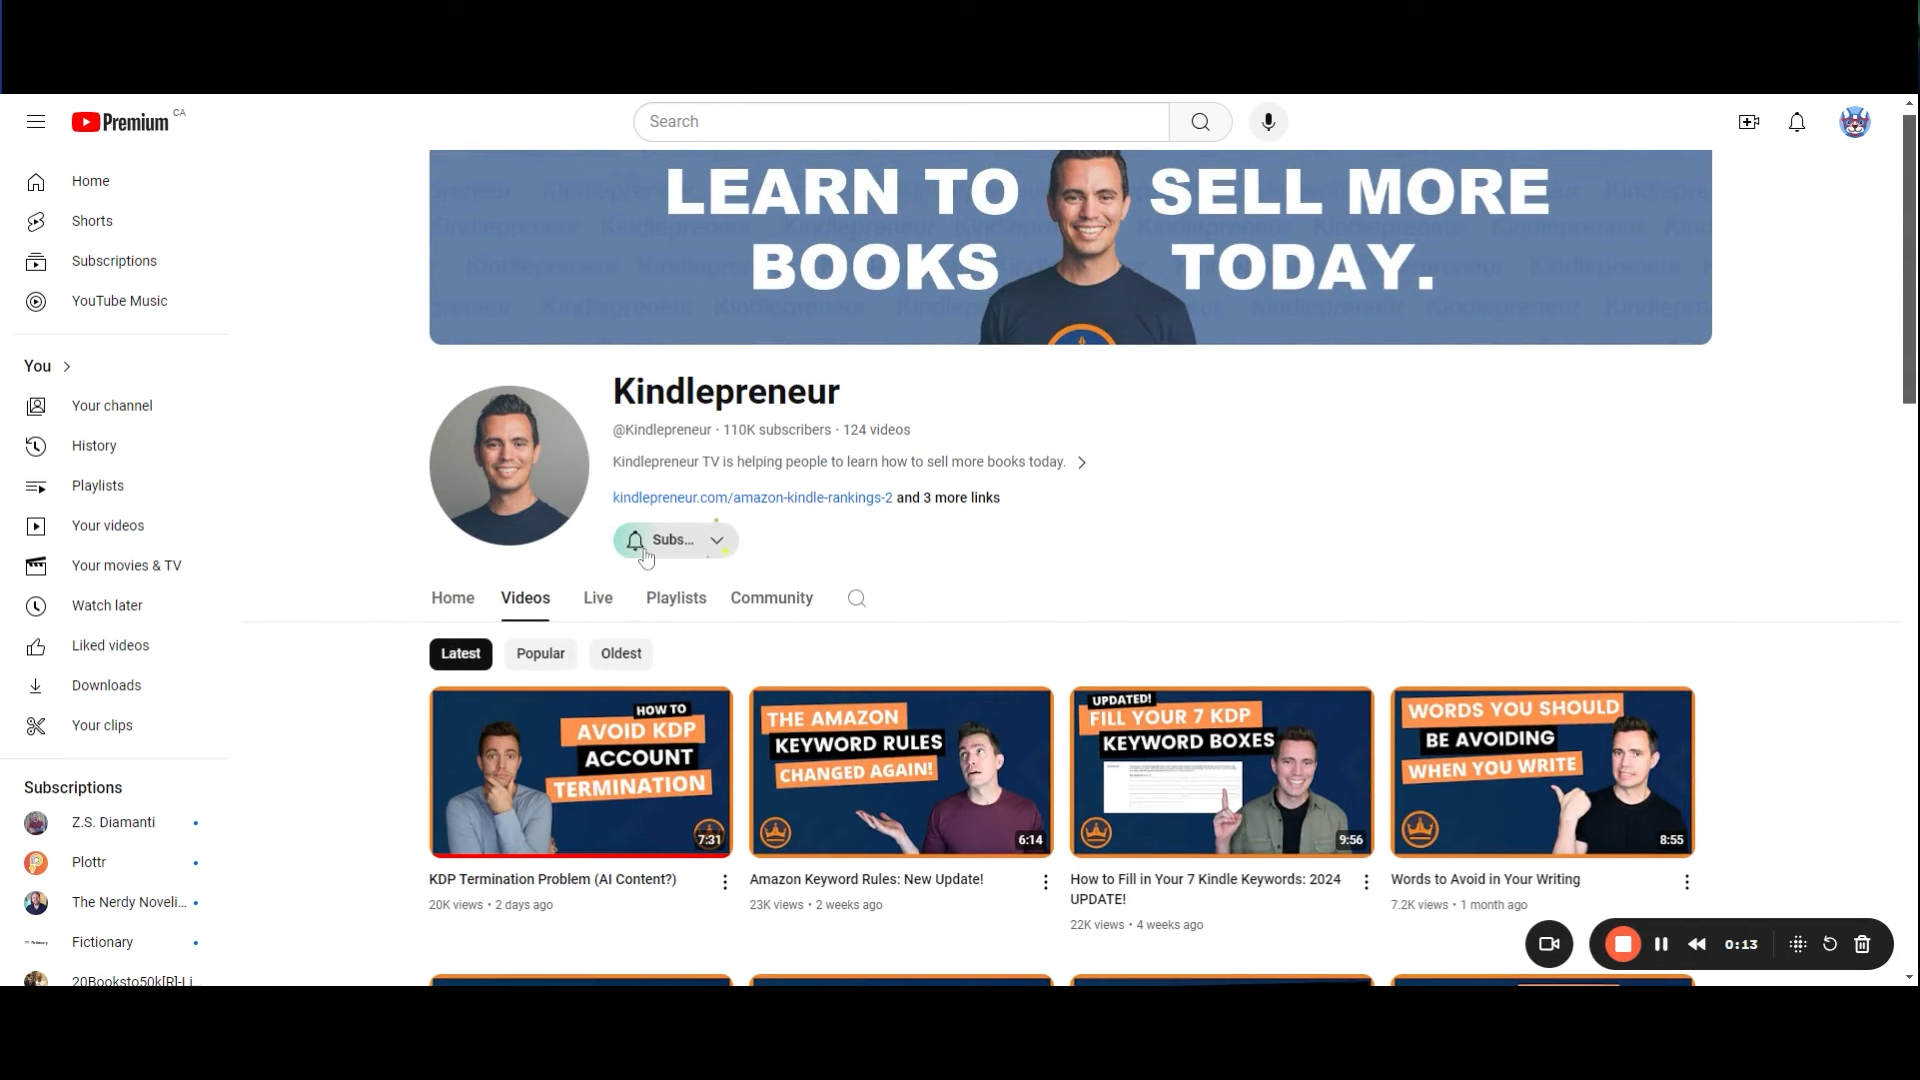 Premium CA
Search
Home
Shorts
Subscriptions
YouTube Music
You
Your channel
History
Playlists
Your videos
Your movies & TV
Watch later
Liked videos
Downloads
Your clips
Subscriptions
Z.S. Diamanti
Plottr
The Nerdy Noveli...
Fictionary
20Booksto50k[R]-Li...
LEARN TO SELL MORE
BOOKS TODAY.
Kindlepreneur
@Kindlepreneur · 110K subscribers · 124 videos
Kindlepreneur TV is helping people to learn how to sell more books today.
kindlepreneur.com/amazon-kindle-rankings-2 and 3 more links
Subs...
Home Videos Live Playlists Community
Latest Popular Oldest
HOW TO
AVOID KDP
ACCOUNT
TERMINATION
7:31
KDP Termination Problem (AI Content?)
20K views • 2 days ago
THE AMAZON
KEYWORD RULES
CHANGED AGAIN!
6:14
Amazon Keyword Rules: New Update!
23K views • 2 weeks ago
UPDATED!
FILL YOUR 7 KDP
KEYWORD BOXES
9:56
How to Fill in Your 7 Kindle Keywords: 2024
UPDATE!
22K views • 4 weeks ago
WORDS YOU SHOULD
BE AVOIDING
WHEN YOU WRITE
8:55
Words to Avoid in Your Writing
7.2K views • 1 month ago
0:13